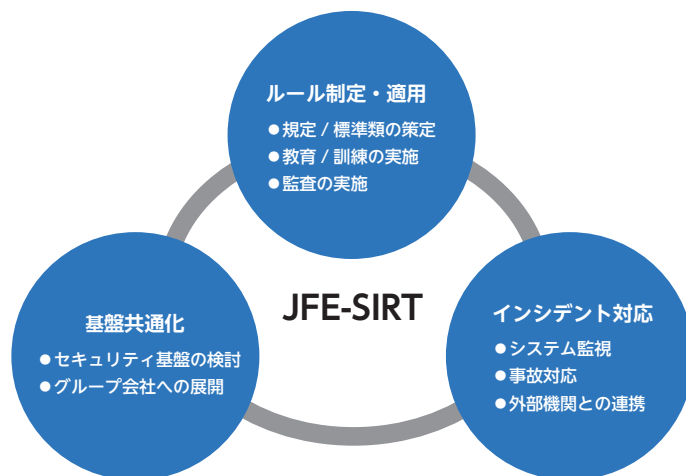 ルール制定・適用
●規定 / 標準類の策定
●教育 / 訓練の実施
●監査の実施
JFE-SIRT
基盤共通化
●セキュリティ基盤の検討
●グループ会社への展開
インシデント対応
●システム監視
●事故対応
●外部機関との連携